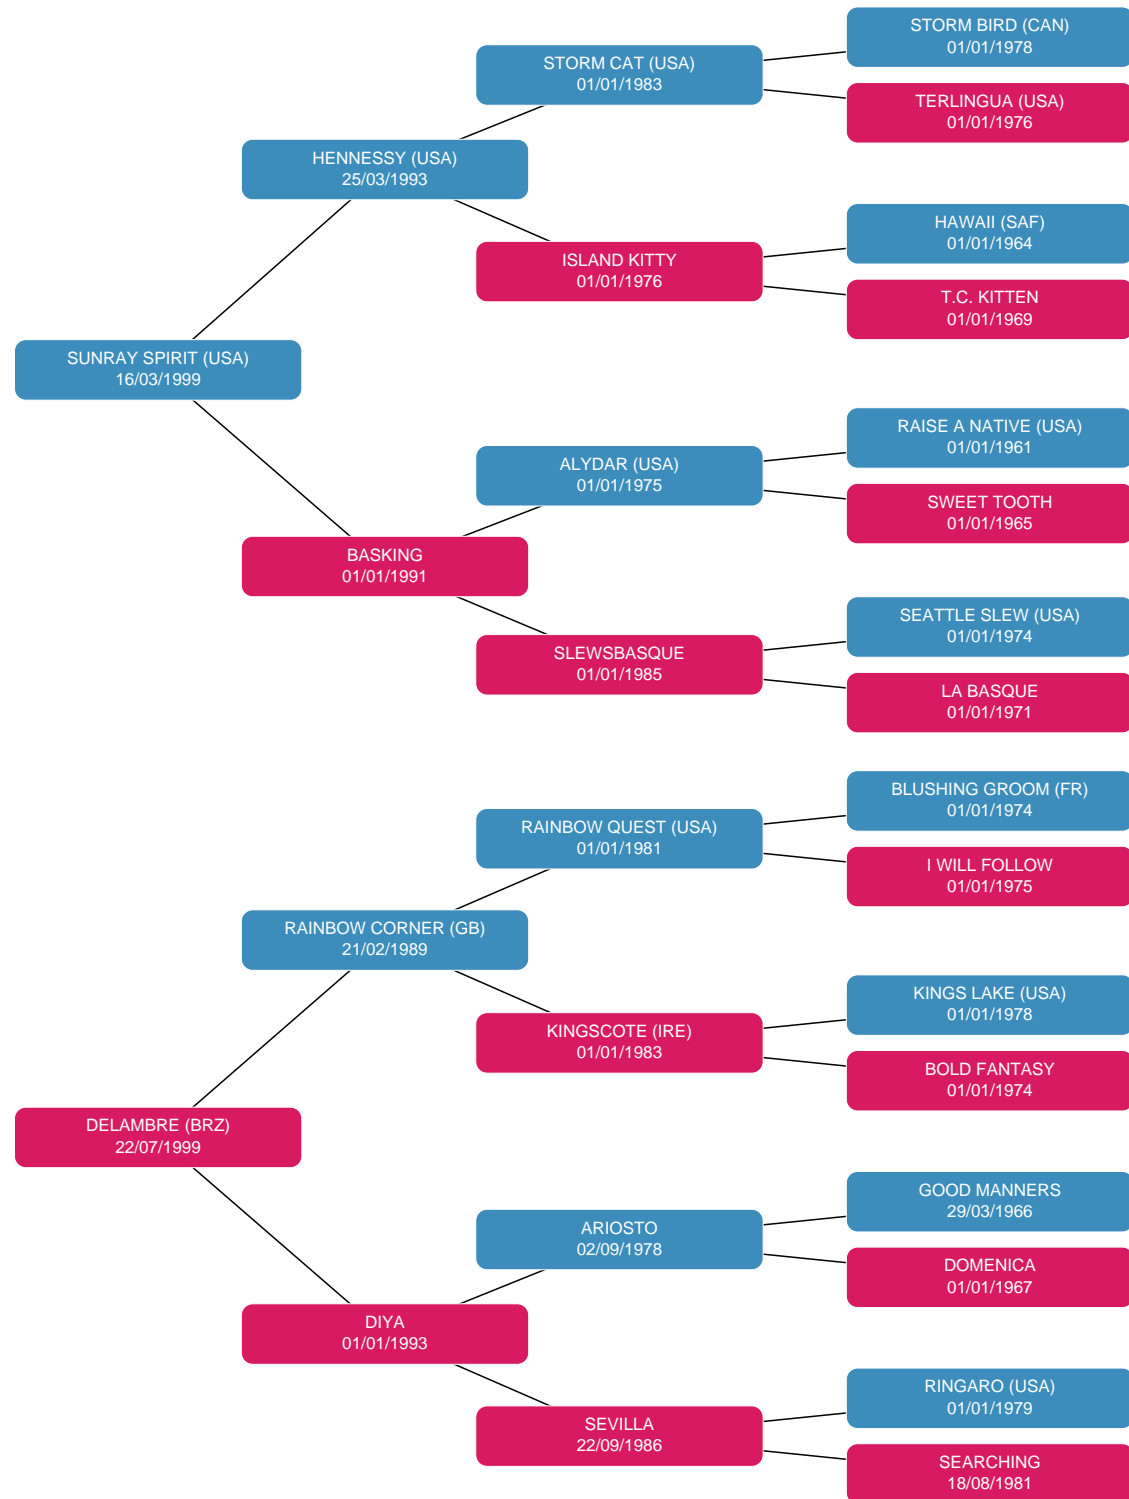 STORM BIRD (CAN)
01/01/1978
STORM CAT (USA)
01/01/1983
TERLINGUA (USA)
01/01/1976
HENNESSY (USA)
25/03/1993
HAWAII (SAF)
01/01/1964
ISLAND KITTY
01/01/1976
T.C. KITTEN
01/01/1969
SUNRAY SPIRIT (USA)
16/03/1999
RAISE A NATIVE (USA)
01/01/1961
ALYDAR (USA)
01/01/1975
SWEET TOOTH
01/01/1965
BASKING
01/01/1991
SEATTLE SLEW (USA)
01/01/1974
SLEWSBASQUE
01/01/1985
LA BASQUE
01/01/1971
BLUSHING GROOM (FR)
01/01/1974
RAINBOW QUEST (USA)
01/01/1981
I WILL FOLLOW
01/01/1975
RAINBOW CORNER (GB)
21/02/1989
KINGS LAKE (USA)
01/01/1978
KINGSCOTE (IRE)
01/01/1983
BOLD FANTASY
01/01/1974
DELAMBRE (BRZ)
22/07/1999
GOOD MANNERS
29/03/1966
ARIOSTO
02/09/1978
DOMENICA
01/01/1967
DIYA
01/01/1993
RINGARO (USA)
01/01/1979
SEVILLA
22/09/1986
SEARCHING
18/08/1981